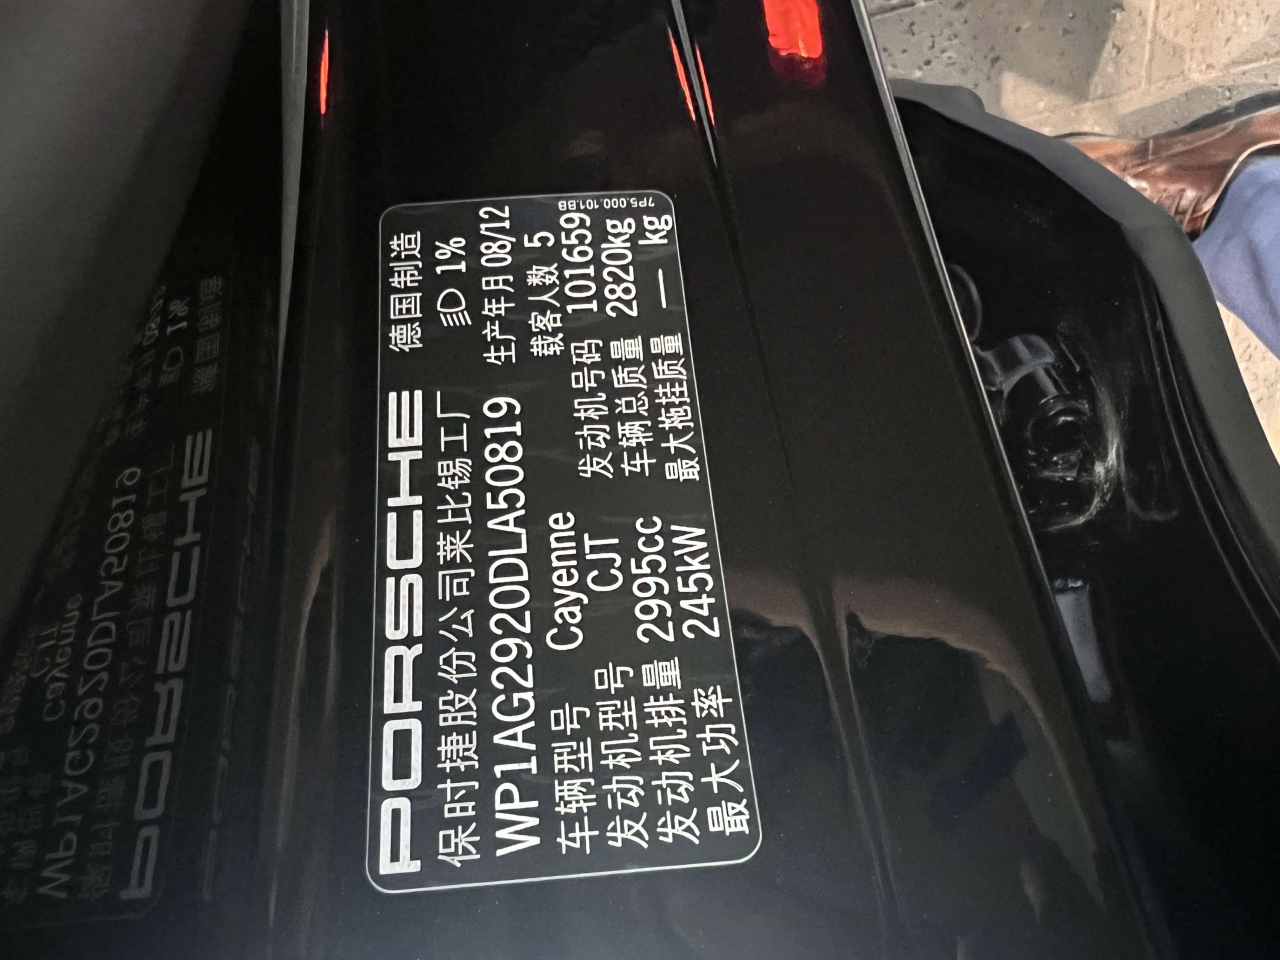 PORSCHE 德国制造
保时捷股份公司莱比锡工厂 1%
WP1AG2920DLA50819 生产年月 08/12
车辆型号 Cayenne 载客人数 5
发动机型号 CJT 发动机号码 101659
发动机排量 2995cc 车辆总质量 2820kg
最大功率 245kW 最大拖挂质量 — kg
7P5.000.101.BB